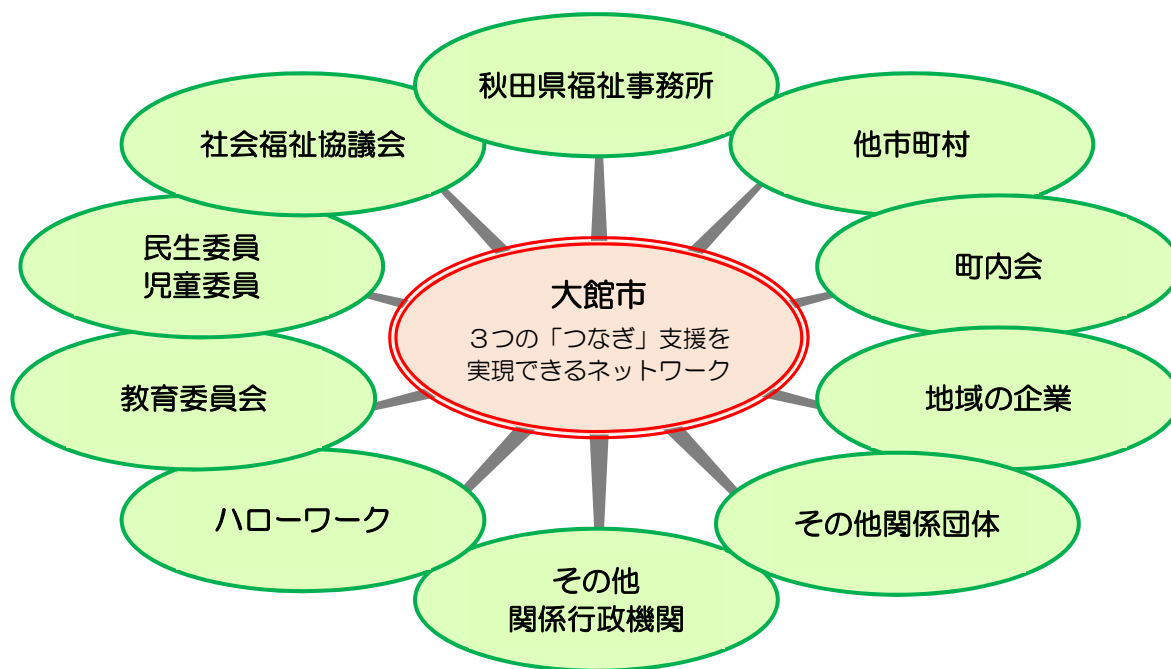 秋田県福祉事務所
社会福祉協議会
他市町村
民生委員
児童委員
町内会
大館市
３つの「つなぎ」支援を
実現できるネットワーク
教育委員会
地域の企業
ハローワーク
その他関係団体
その他
関係行政機関